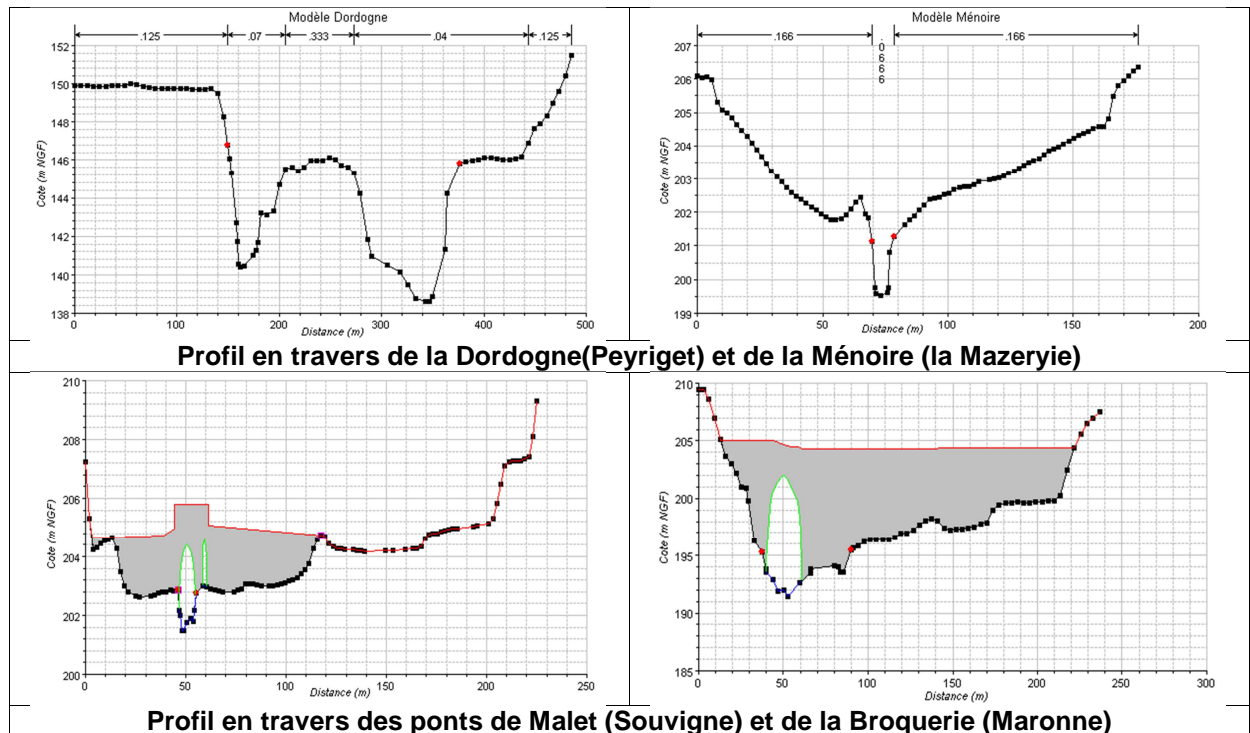 Modèle Dordogne
.125 .07 .333 .04 .125
152
150
148
146
144
142
140
138
Cote (m NGF)
0 100 200 300 400 500
Distance (m)
Modèle Ménoire
.166 .066 .166
207
206
205
204
203
202
201
200
199
Cote (m NGF)
0 50 100 150 200
Distance (m)
Profil en travers de la Dordogne(Peyriget) et de la Ménoire (la Mazeryie)
210
208
206
204
202
200
Cote (m NGF)
0 50 100 150 200 250
Distance (m)
210
205
200
195
190
185
Cote (m NGF)
0 50 100 150 200 250 300
Distance (m)
Profil en travers des ponts de Malet (Souvigne) et de la Broquerie (Maronne)